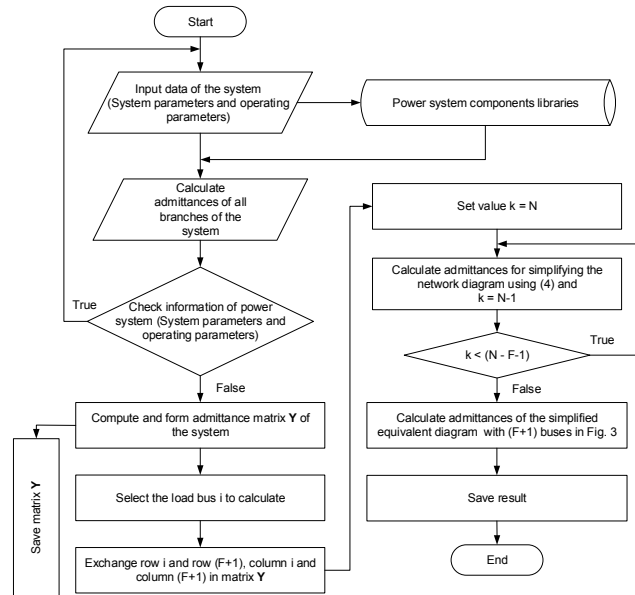 Start
Input data of the system
(System parameters and operating
parameters)
Power system components libraries
Calculate
admittances of all
branches of the
system
True
Check information of power
system (System parameters and
operating parameters)
False
Compute and form admittance matrix Y of
the system
Save matrix Y
Select the load bus i to calculate
Exchange row i and row (F+1), column i and
column (F+1) in matrix Y
Set value k = N
Calculate admittances for simplifying the
network diagram using (4) and
k = N-1
True
k < (N - F-1)
False
Calculate admittances of the simplified
equivalent diagram with (F+1) buses in Fig. 3
Save result
End